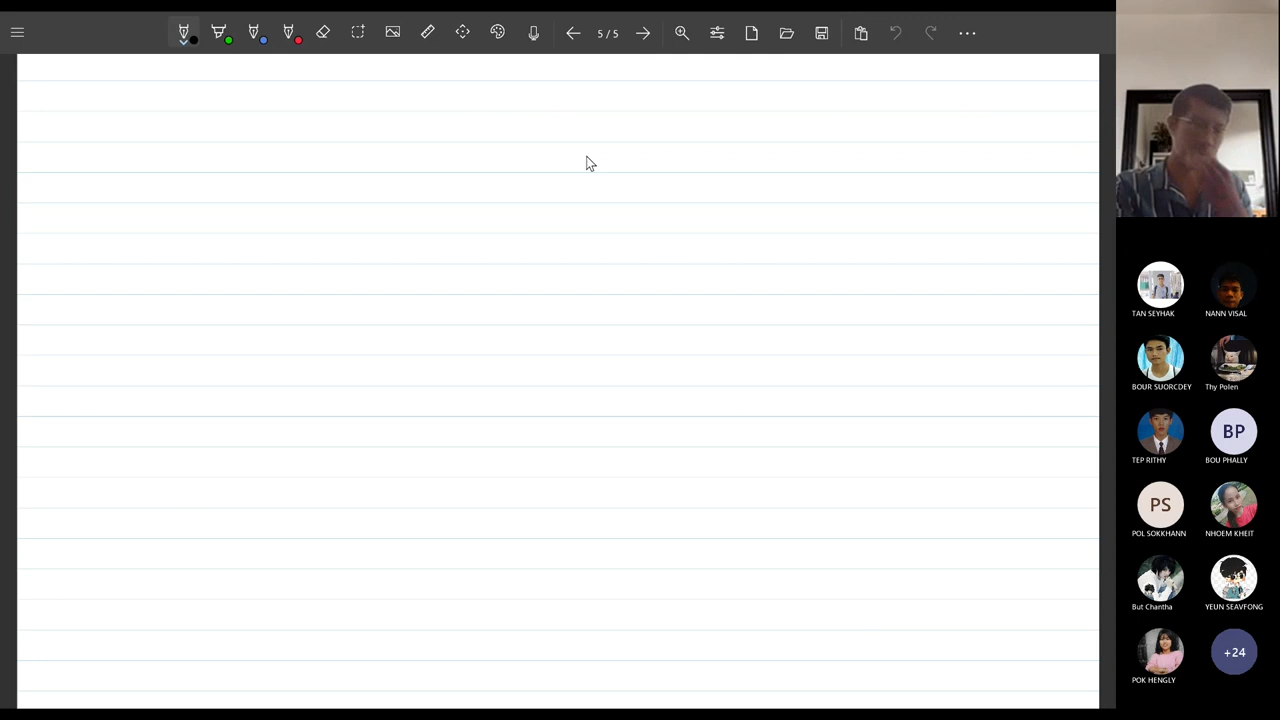 5 / 5
TAN SEYHAK
NANN VISAL
BOUR SUORCDEY
Thy Polen
TEP RITHY
BP
BOU PHALLY
PS
POL SOKKHANN
NHOEM KHEIT
But Chantha
YEUN SEAVFONG
POK HENGLY
+24